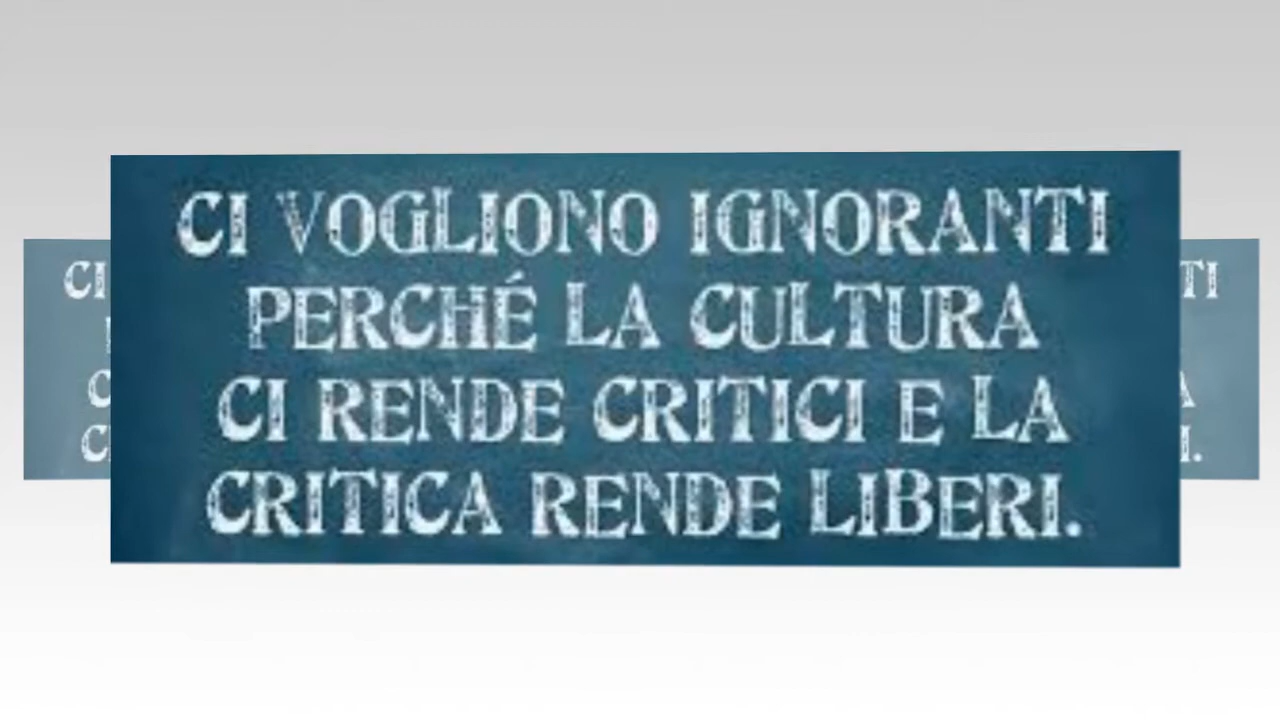 CI VOGLIONO IGNORANTI
PERCHÉ LA CULTURA
CI RENDE CRITICI E LA
CRITICA RENDE LIBERI.